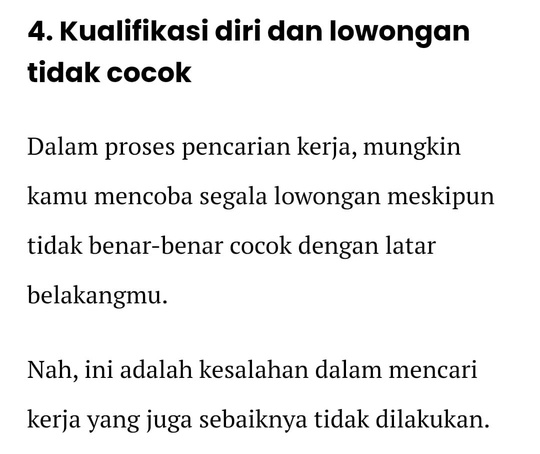 4. Kualifikasi diri dan lowongan
tidak cocok
Dalam proses pencarian kerja, mungkin
kamu mencoba segala lowongan meskipun
tidak benar-benar cocok dengan latar
belakangmu.
Nah, ini adalah kesalahan dalam mencari
kerja yang juga sebaiknya tidak dilakukan.